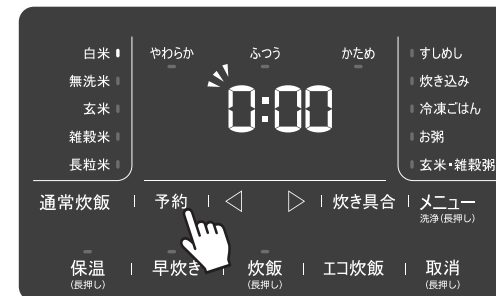 白米
無洗米
玄米
雑穀米
長粒米
やわらか ふつう かため
0:00
すしめし
炊き込み
冷凍ごはん
お粥
玄米・雑穀粥
通常炊飯 予約 ◁ ▷ 炊き具合 メニュー
洗浄(長押し)
保温 早炊き 炊飯 エコ炊飯 取消
(長押し) (長押し) (長押し)